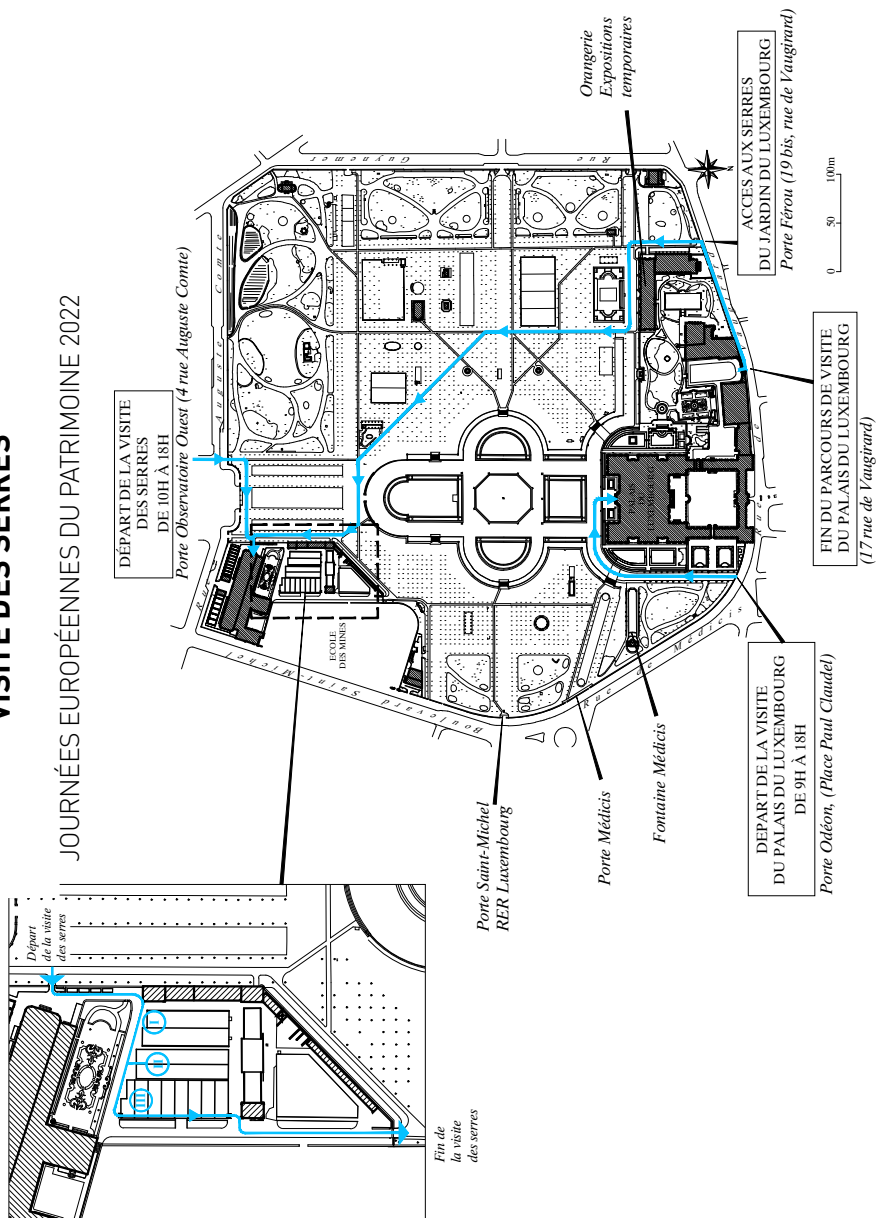 VISITE DES SERRES
JOURNÉES EUROPÉENNES DU PATRIMOINE 2022
Départ
de la visite
des serres
I
II
III
Fin de
la visite
des serres
DÉPART DE LA VISITE
DES SERRES
DE 10H À 18H
Porte Observatoire Ouest (4 rue Auguste Comte)
Rue Auguste Comte
Rue Guynemer
Boulevard Saint-Michel
ECOLE
DES MINES
Rue de Médicis
Rue de Vaugirard
PALAIS
DU
LUXEMBOURG
Orangerie
Expositions
temporaires
Porte Saint-Michel
RER Luxembourg
Porte Médicis
Fontaine Médicis
DEPART DE LA VISITE
DU PALAIS DU LUXEMBOURG
DE 9H À 18H
Porte Odéon, (Place Paul Claudel)
FIN DU PARCOURS DE VISITE
DU PALAIS DU LUXEMBOURG
(17 rue de Vaugirard)
ACCES AUX SERRES
DU JARDIN DU LUXEMBOURG
Porte Férou (19 bis, rue de Vaugirard)
N
0 50 100m